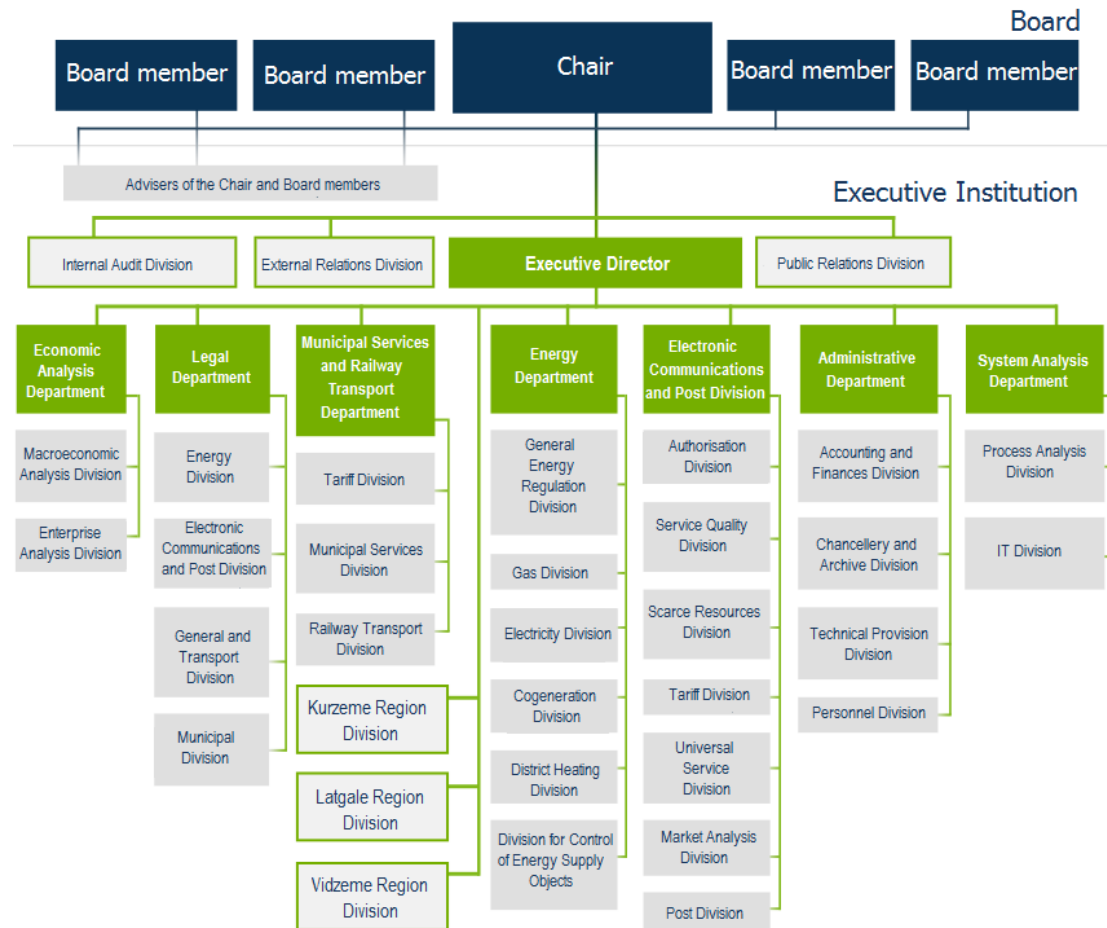 Board
Board member
Board member
Chair
Board member
Board member
Advisers of the Chair and Board members
Executive Institution
Internal Audit Division
External Relations Division
Executive Director
Public Relations Division
Economic
Analysis
Department
Macroeconomic
Analysis Division
Enterprise
Analysis Division
Legal
Department
Energy
Division
Electronic
Communications
and Post Division
General and
Transport
Division
Municipal
Division
Municipal Services
and Railway
Transport
Department
Tariff Division
Municipal Services
Division
Railway Transport
Division
Kurzeme Region
Division
Latgale Region
Division
Vidzeme Region
Division
Energy
Department
General
Energy
Regulation
Division
Gas Division
Electricity Division
Cogeneration
Division
District Heating
Division
Division for Control
of Energy Supply
Objects
Electronic
Communications
and Post Division
Authorisation
Division
Service Quality
Division
Scarce Resources
Division
Tariff Division
Universal
Service
Division
Market Analysis
Division
Post Division
Administrative
Department
Accounting and
Finances Division
Chancellery and
Archive Division
Technical Provision
Division
Personnel Division
System Analysis
Department
Process Analysis
Division
IT Division